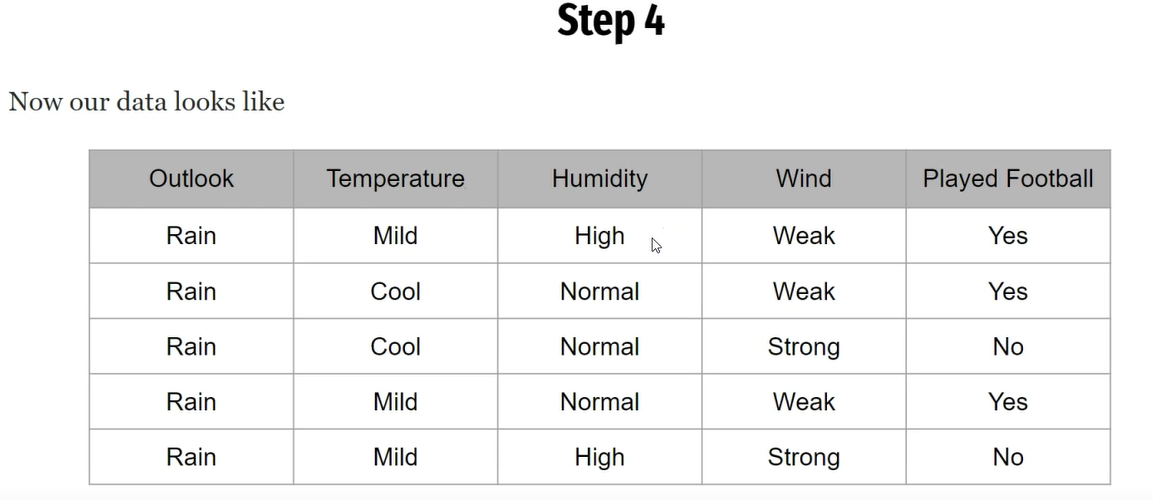 Step 4
Now our data looks like
Outlook Temperature Humidity Wind Played Football
Rain Mild High Weak Yes
Rain Cool Normal Weak Yes
Rain Cool Normal Strong No
Rain Mild Normal Weak Yes
Rain Mild High Strong No